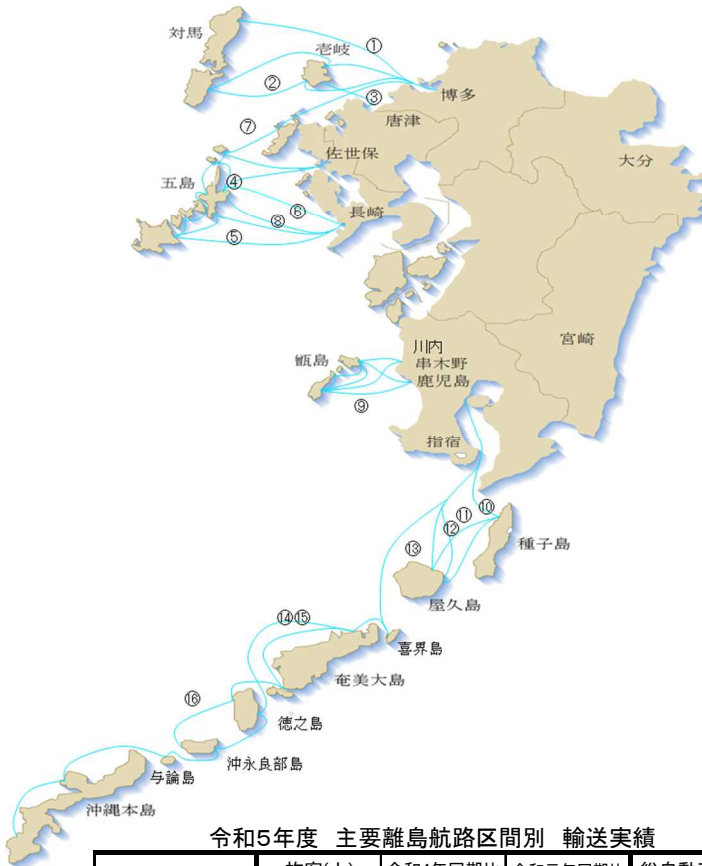 対馬
①
壱岐
②
③
博多
唐津
⑦
佐世保
大分
五島
④
⑥
長崎
⑧
⑤
宮崎
川内
甑島
串木野
鹿児島
⑨
指宿
⑩
⑪
⑫
種子島
⑬
屋久島
⑭⑮
喜界島
奄美大島
⑯
徳之島
沖永良部島
与論島
沖縄本島
令和5年度 主要離島航路区間別 輸送実績